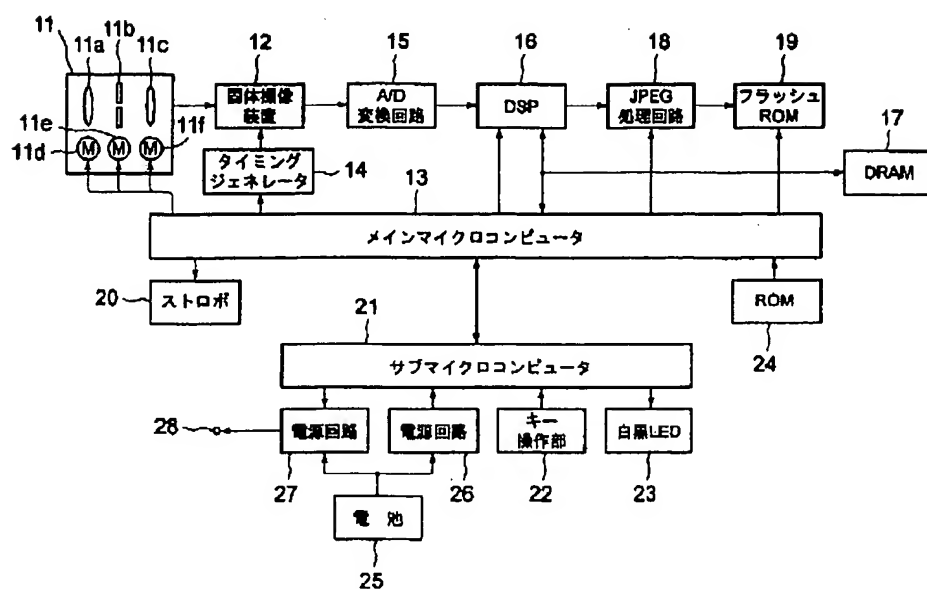 11
11b
11a
11c
12
15
16
18
19
固体撮像
装置
A/D
変換回路
DSP
JPEG
処理回路
フラッシュ
ROM
11e
11f
11d
M
M
M
タイミング
ジェネレータ
14
17
DRAM
13
メインマイクロコンピュータ
20
ストロボ
ROM
24
21
サブマイクロコンピュータ
28
電源回路
電源回路
キー
操作部
白黒LED
27
26
22
23
電 池
25